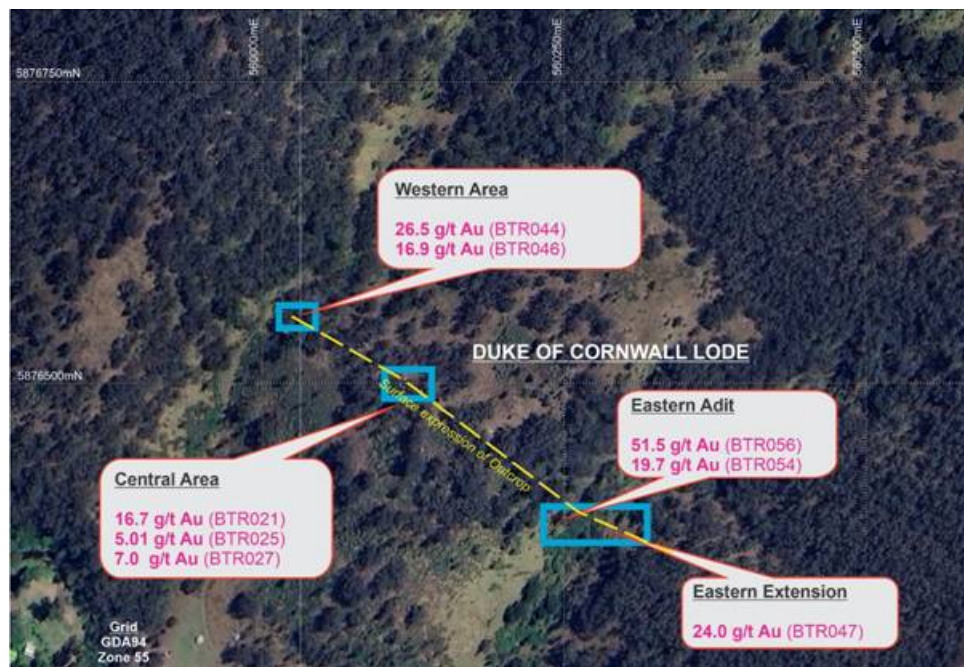 560000mE
560250mE
560500mE
5876750mN
Western Area
26.5 g/t Au (BTR044)
16.9 g/t Au (BTR046)
DUKE OF CORNWALL LODE
5876500mN
Surface expression of Outcrop
Eastern Adit
51.5 g/t Au (BTR056)
19.7 g/t Au (BTR054)
Central Area
16.7 g/t Au (BTR021)
5.01 g/t Au (BTR025)
7.0 g/t Au (BTR027)
Eastern Extension
24.0 g/t Au (BTR047)
Grid
GDA94
Zone 55